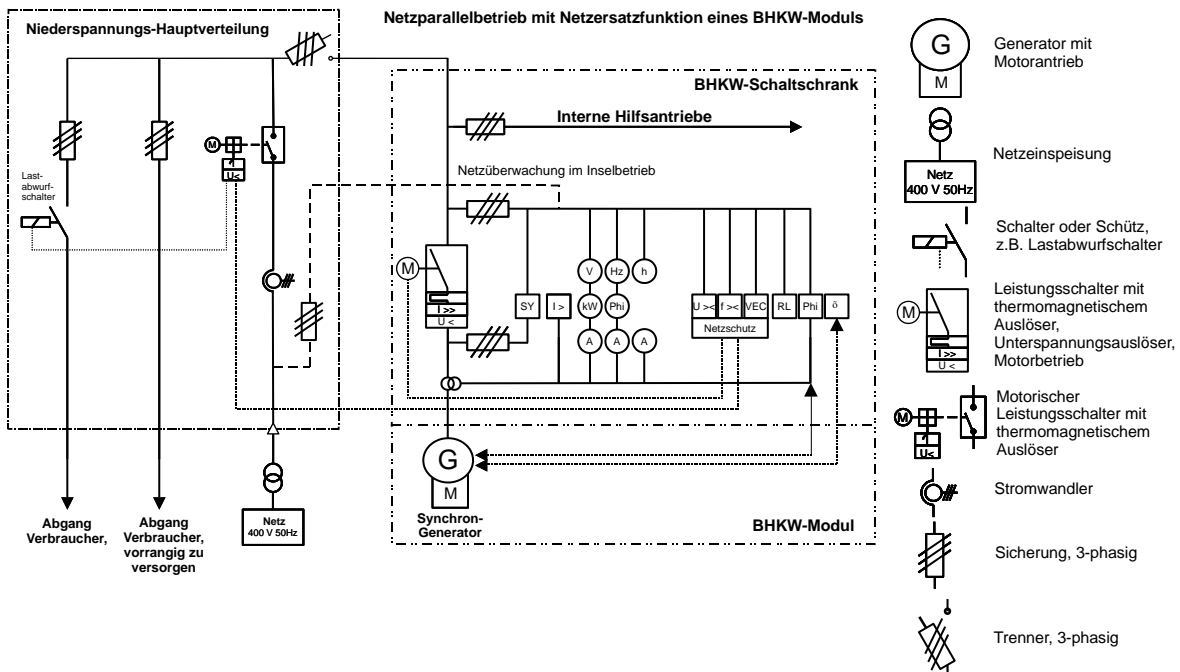 Netzparallelbetrieb mit Netzersatzfunktion eines BHKW-Moduls
Niederspannungs-Hauptverteilung
BHKW-Schaltschrank
Interne Hilfsantriebe
Netzüberwachung im Inselbetrieb
Last-
abwurf-
schalter
M
U<
M
I >>
U <
SY
I >
V
Hz
h
kW
Phi
A
A
A
U ><
f ><
VEC
RL
Phi
õ
Netzschutz
G
M
Synchron-
Generator
BHKW-Modul
Abgang
Verbraucher,
Abgang
Verbraucher,
vorrangig zu
versorgen
Netz
400 V 50Hz
G
M
Generator mit
Motorantrieb
Netz
400 V 50Hz
Netzeinspeisung
Schalter oder Schütz,
z.B. Lastabwurfschalter
M
I >>
U <
Leistungsschalter mit
thermomagnetischem
Auslöser,
Unterspannungsauslöser,
Motorbetrieb
M
U<
Motorischer
Leistungsschalter mit
thermomagnetischem
Auslöser
Stromwandler
Sicherung, 3-phasig
Trenner, 3-phasig